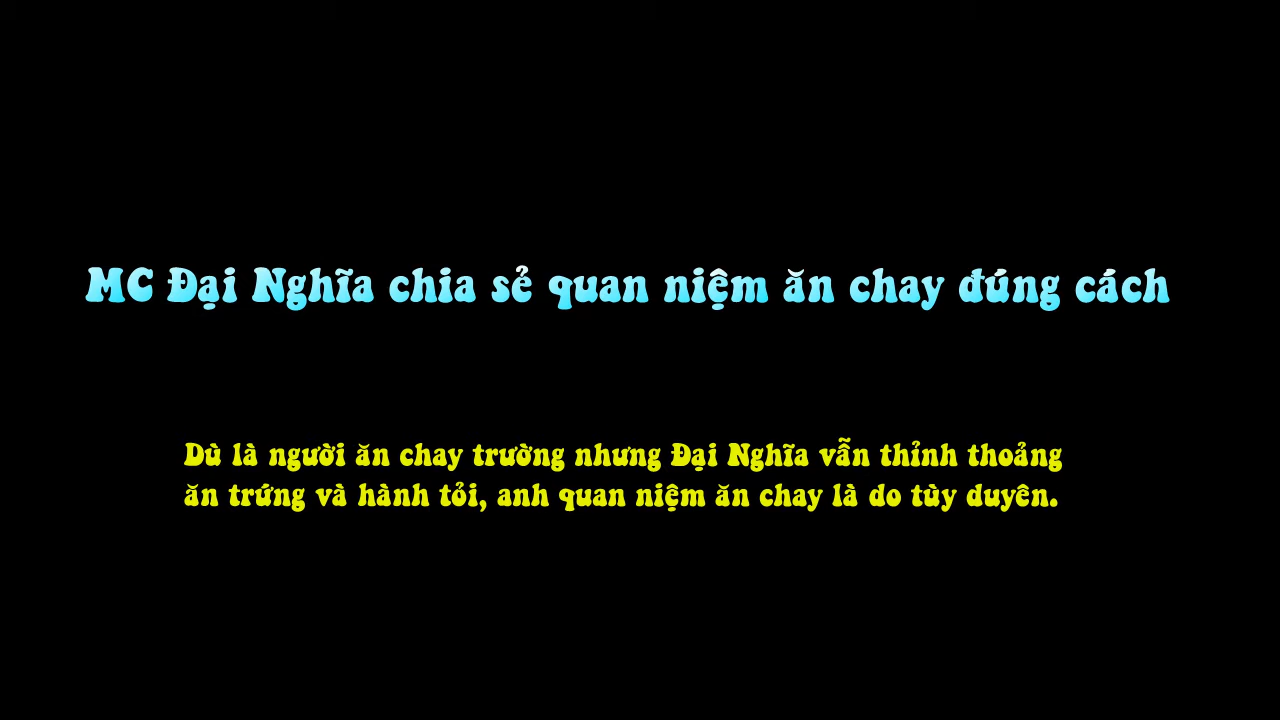 MC Đại Nghĩa chia sẻ quan niệm ăn chay đúng cách
Dù là người ăn chay trường nhưng Đại Nghĩa vẫn thỉnh thoảng
ăn trứng và hành tỏi, anh quan niệm ăn chay là do tùy duyên.